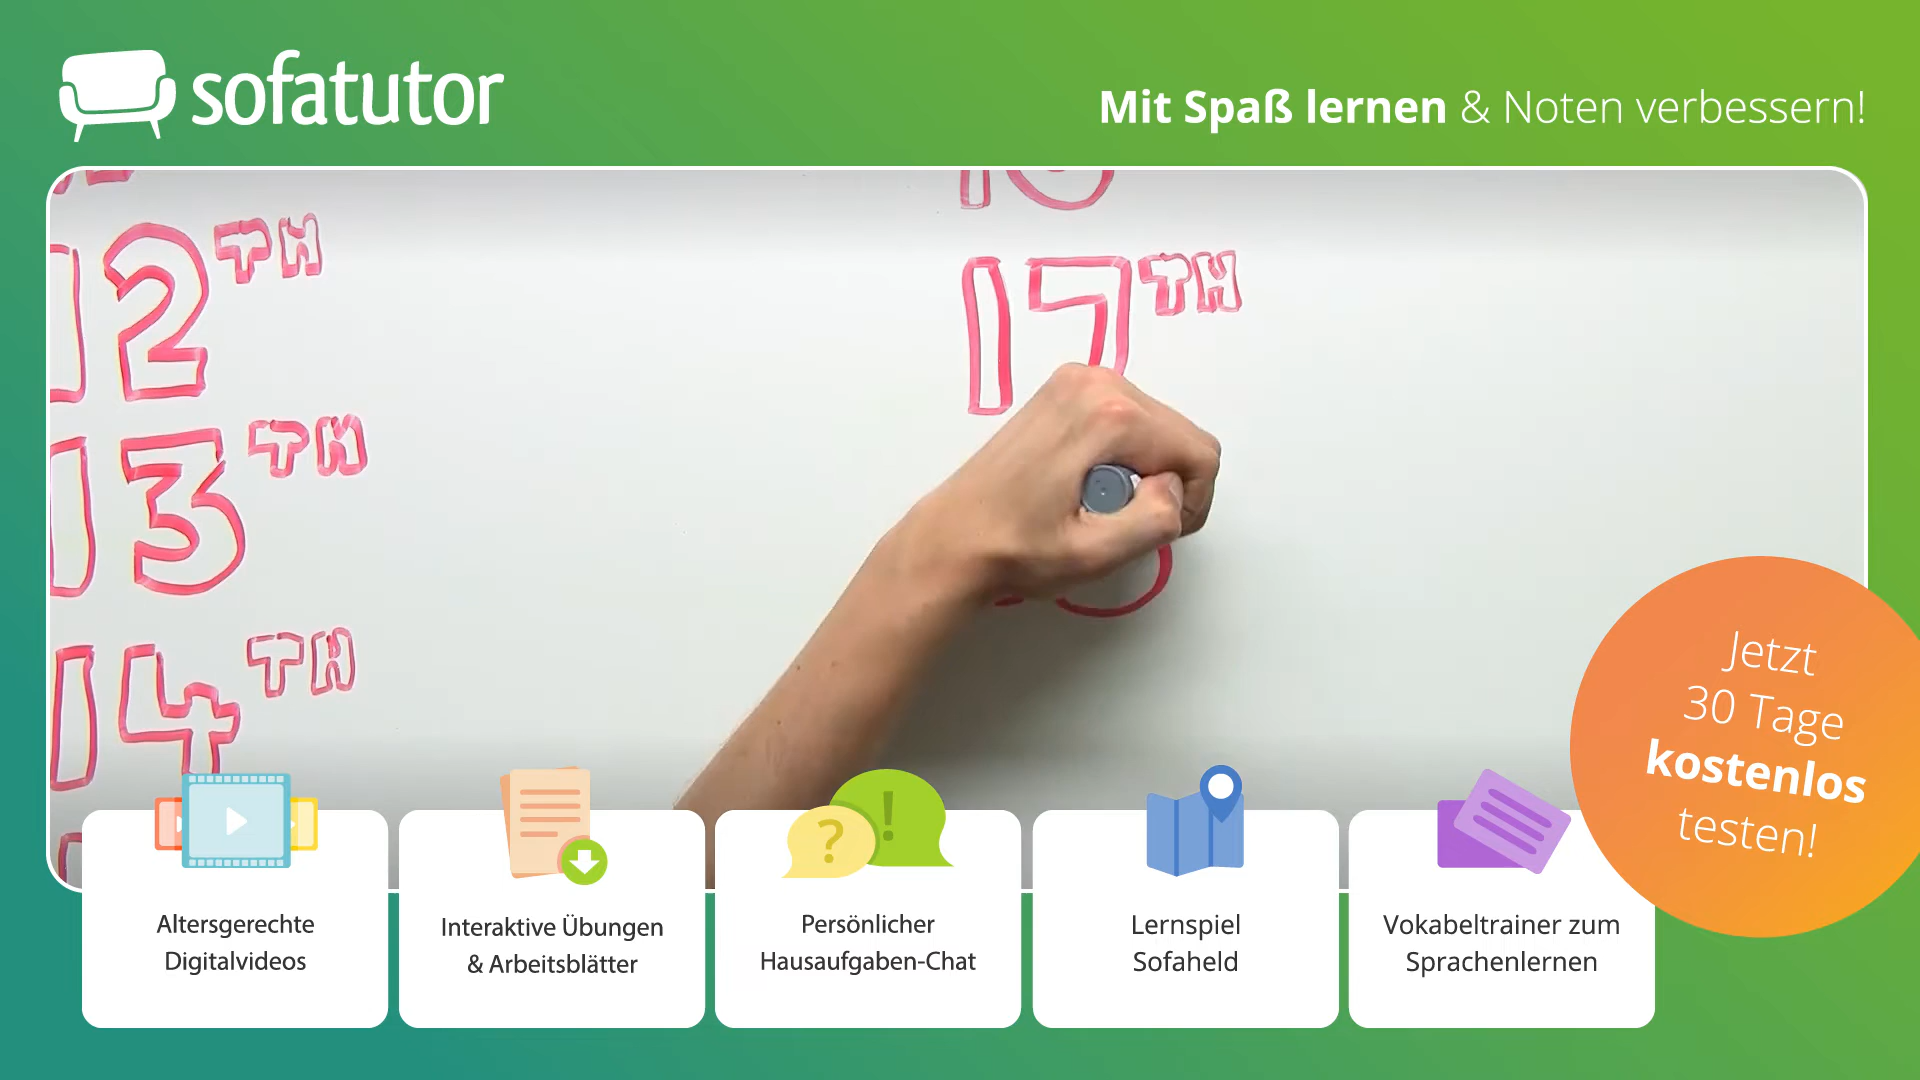 sofatutor
Mit Spaß lernen & Noten verbessern!
12TH
13TH
14TH
17TH
Jetzt
30 Tage
kostenlos
testen!
?
!
Altersgerechte
Digitalvideos
Interaktive Übungen
& Arbeitsblätter
Persönlicher
Hausaufgaben-Chat
Lernspiel
Sofaheld
Vokabeltrainer zum
Sprachenlernen